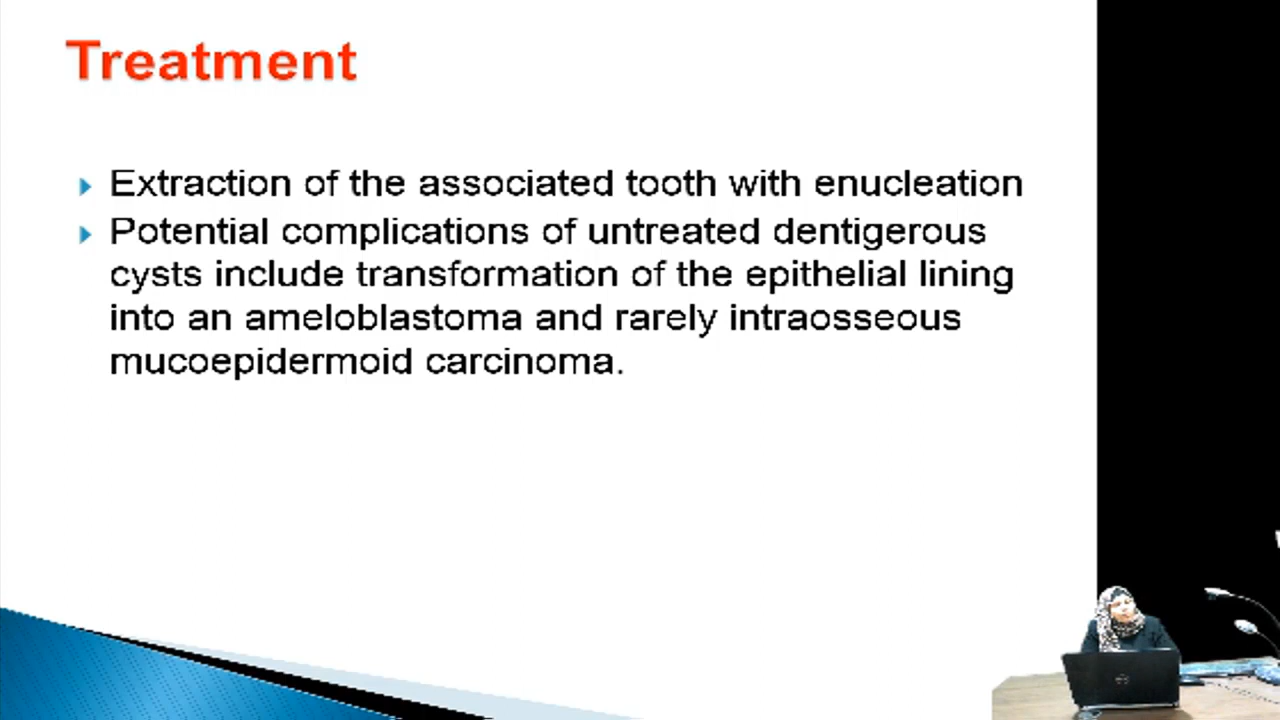 Treatment
Extraction of the associated tooth with enucleation
Potential complications of untreated dentigerous
cysts include transformation of the epithelial lining
into an ameloblastoma and rarely intraosseous
mucoepidermoid carcinoma.